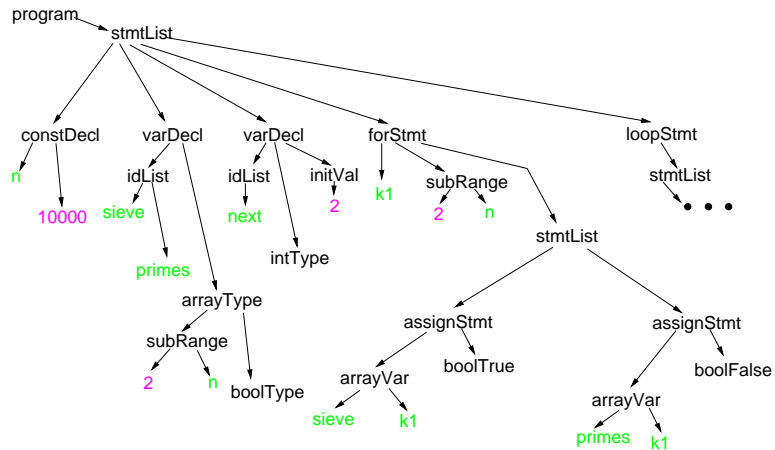 program
stmtList
constDecl varDecl varDecl forStmt loopStmt
n idList idList initVal k1 subRange stmtList
10000 sieve next 2 2 n • • •
primes intType stmtList
arrayType assignStmt assignStmt
subRange boolTrue boolFalse
2 n boolType arrayVar arrayVar
sieve k1 primes k1